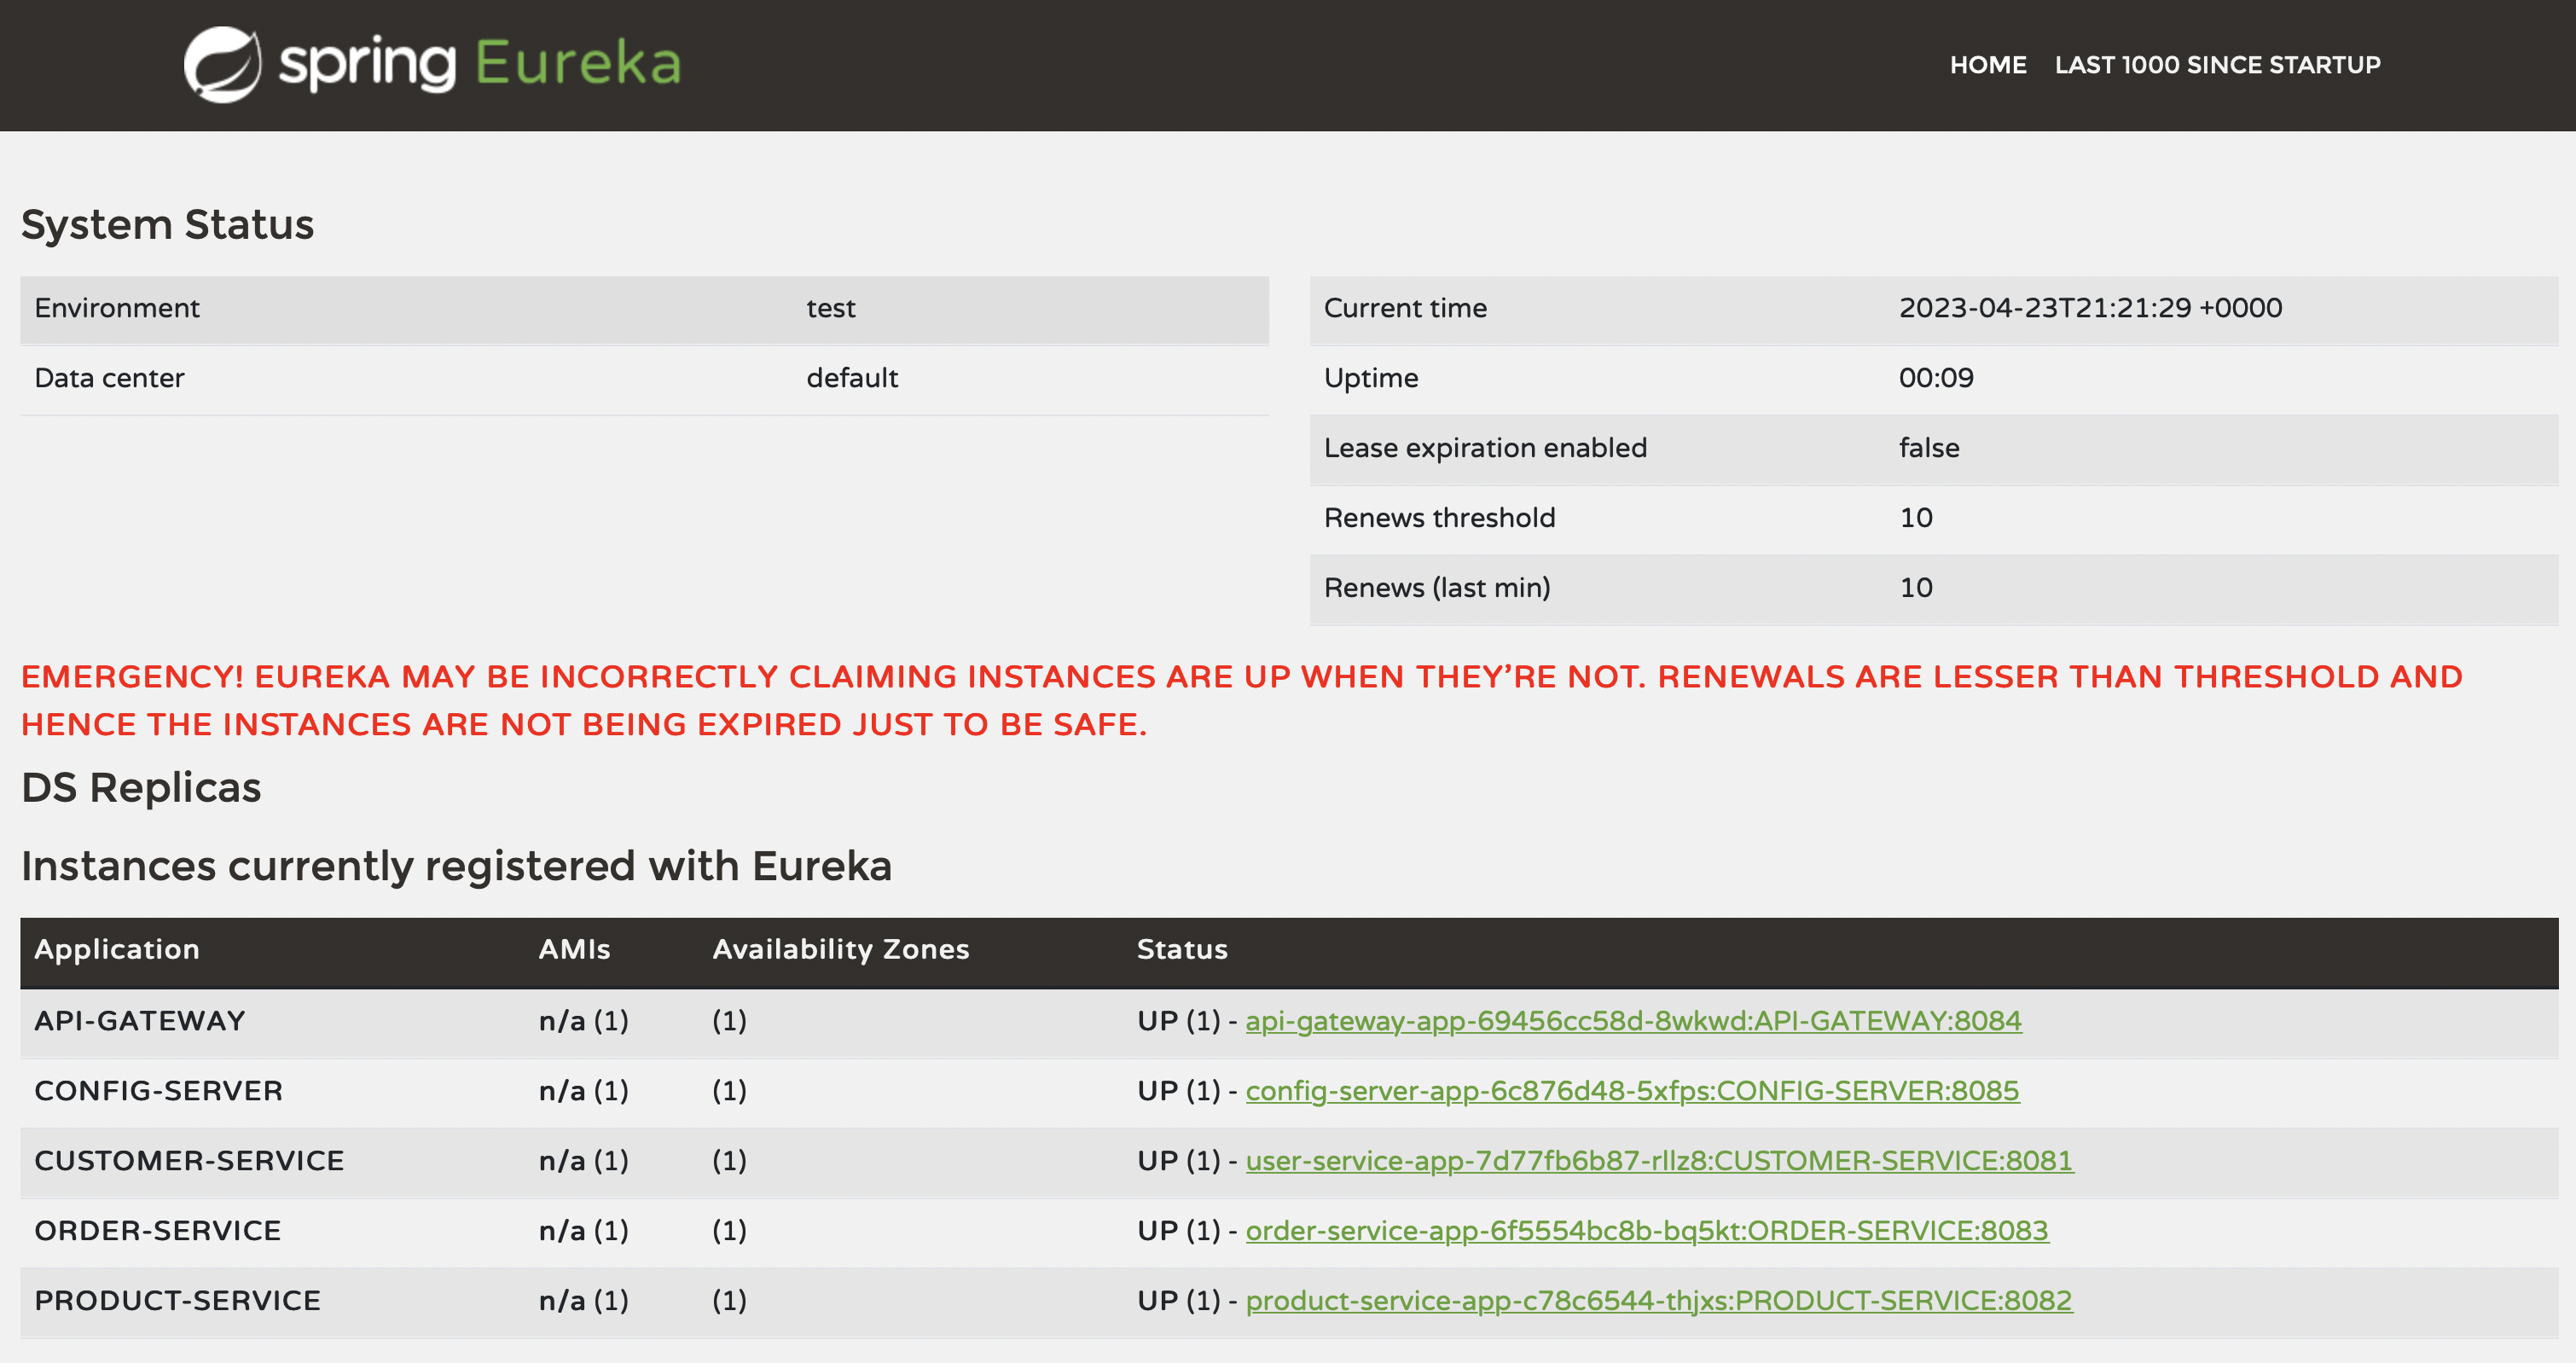 spring Eureka
HOME LAST 1000 SINCE STARTUP
System Status
Environment test
Data center default
Current time 2023-04-23T21:21:29 +0000
Uptime 00:09
Lease expiration enabled false
Renews threshold 10
Renews (last min) 10
EMERGENCY! EUREKA MAY BE INCORRECTLY CLAIMING INSTANCES ARE UP WHEN THEY’RE NOT. RENEWALS ARE LESSER THAN THRESHOLD AND
HENCE THE INSTANCES ARE NOT BEING EXPIRED JUST TO BE SAFE.
DS Replicas
Instances currently registered with Eureka
Application AMIs Availability Zones Status
API-GATEWAY n/a (1) (1) UP (1) - api-gateway-app-69456cc58d-8wkwd:API-GATEWAY:8084
CONFIG-SERVER n/a (1) (1) UP (1) - config-server-app-6c876d48-5xfps:CONFIG-SERVER:8085
CUSTOMER-SERVICE n/a (1) (1) UP (1) - user-service-app-7d77fb6b87-rllz8:CUSTOMER-SERVICE:8081
ORDER-SERVICE n/a (1) (1) UP (1) - order-service-app-6f5554bc8b-bq5kt:ORDER-SERVICE:8083
PRODUCT-SERVICE n/a (1) (1) UP (1) - product-service-app-c78c6544-thjxs:PRODUCT-SERVICE:8082